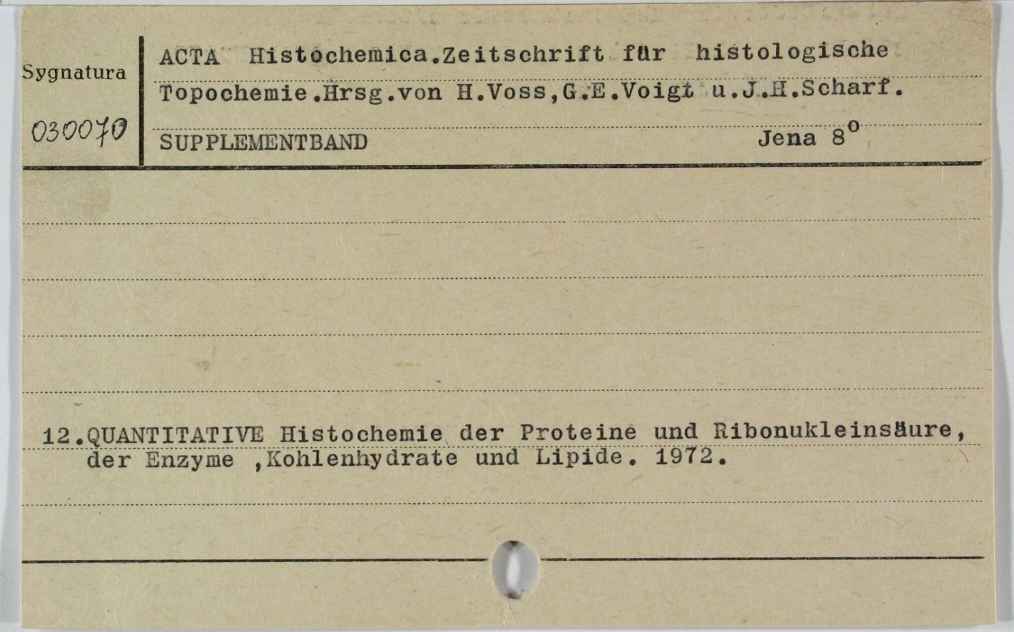 ACTA Histochemica.Zeitschrift für histologische
Sygnatura
Topochemie.Hrsg.von H.Voss,G.E.Voigt u.J.H.Scharf.
030070
SUPPLEMENTBAND Jena 8º
12.QUANTITATIVE Histochemie der Proteine und Ribonukleinsäure,
der Enzyme ,Kohlenhydrate und Lipide. 1972.